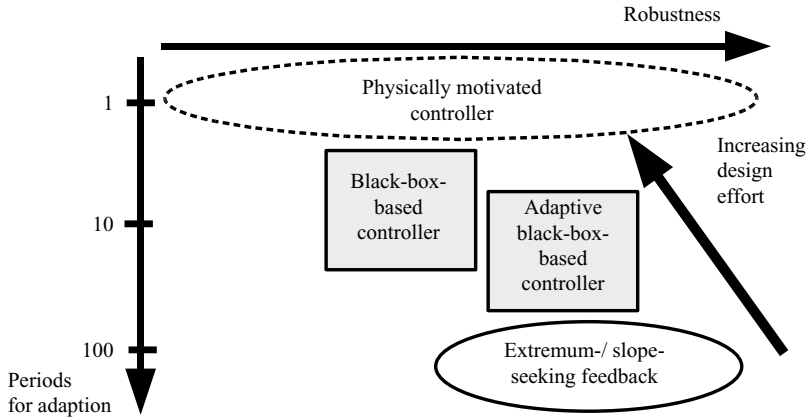 Robustness
Physically motivated
controller
1
Increasing
design
effort
Black-box-
based
controller
Adaptive
black-box-
based
controller
10
100
Extremum-/ slope-
seeking feedback
Periods
for adaption